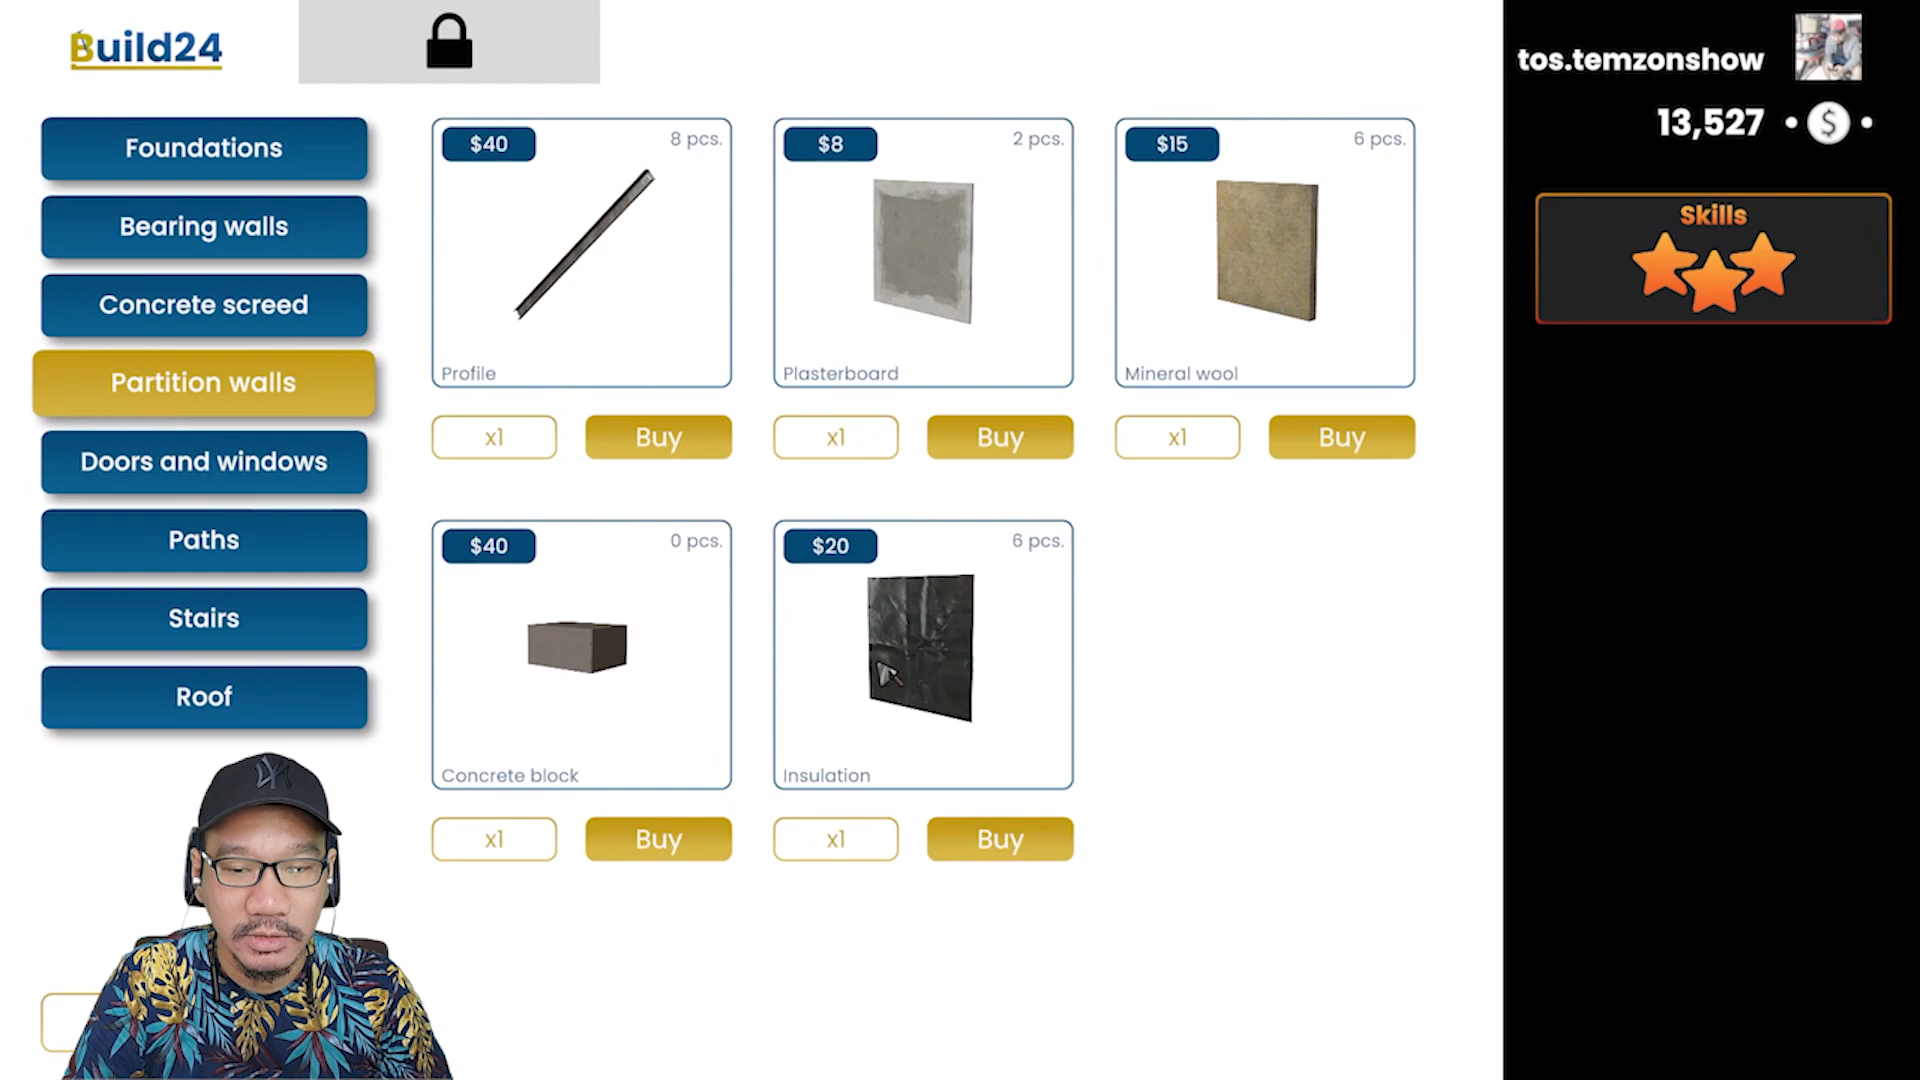 Build24
Foundations
Bearing walls
Concrete screed
Partition walls
Doors and windows
Paths
Stairs
Roof
$40
8 pcs.
Profile
x1
Buy
$8
2 pcs.
Plasterboard
x1
Buy
$15
6 pcs.
Mineral wool
x1
Buy
$40
0 pcs.
Concrete block
x1
Buy
$20
6 pcs.
Insulation
x1
Buy
tos.temzonshow
13,527
$
Skills